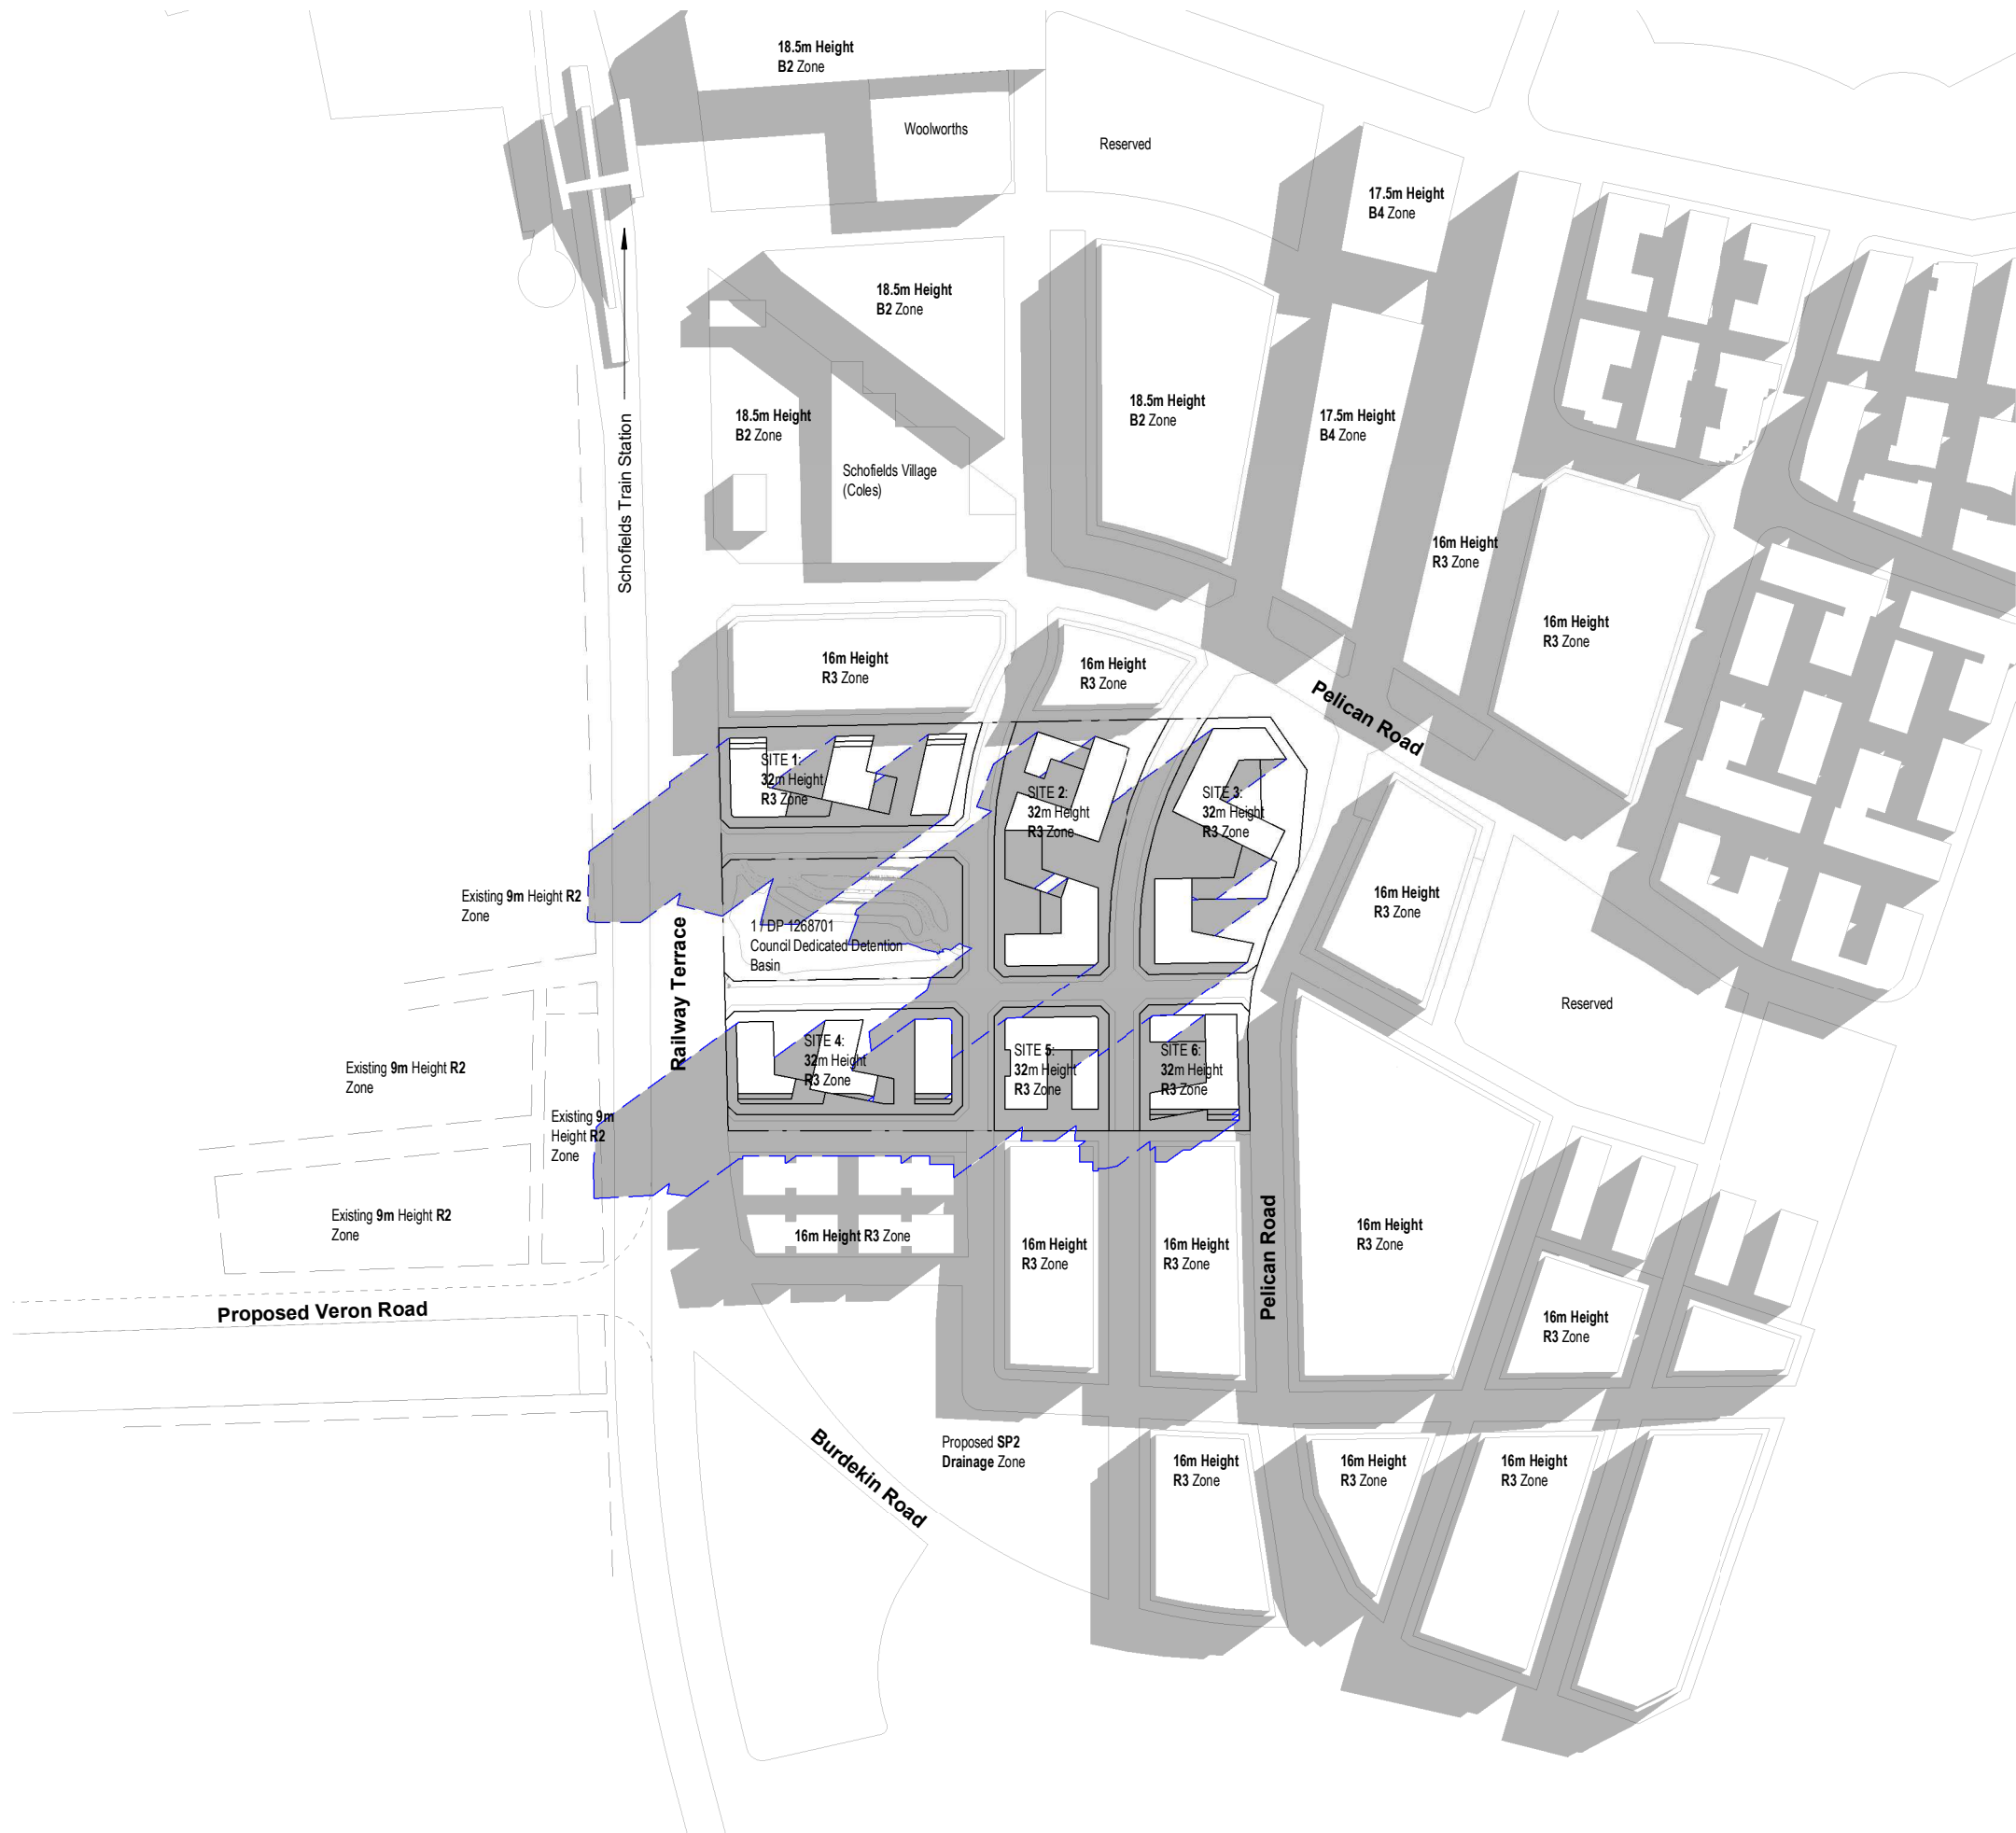 18.5m Height
B2 Zone
Woolworths
Reserved
17.5m Height
B4 Zone
18.5m Height
B2 Zone
18.5m Height
B2 Zone
18.5m Height
B2 Zone
17.5m Height
B4 Zone
Schofields Village
(Coles)
Schofields Train Station
16m Height
R3 Zone
16m Height
R3 Zone
16m Height
R3 Zone
16m Height
R3 Zone
Pelican Road
SITE 1:
32m Height
R3 Zone
SITE 2:
32m Height
R3 Zone
SITE 3:
32m Height
R3 Zone
Existing 9m Height R2
Zone
16m Height
R3 Zone
1 / DP 1268701
Council Dedicated Detention
Basin
Railway Terrace
Reserved
SITE 4:
32m Height
R3 Zone
SITE 5:
32m Height
R3 Zone
SITE 6:
32m Height
R3 Zone
Existing 9m Height R2
Zone
Existing 9m
Height R2
Zone
Existing 9m Height R2
Zone
16m Height R3 Zone
16m Height
R3 Zone
16m Height
R3 Zone
Pelican Road
16m Height
R3 Zone
Proposed Veron Road
16m Height
R3 Zone
Burdekin Road
Proposed SP2
Drainage Zone
16m Height
R3 Zone
16m Height
R3 Zone
16m Height
R3 Zone